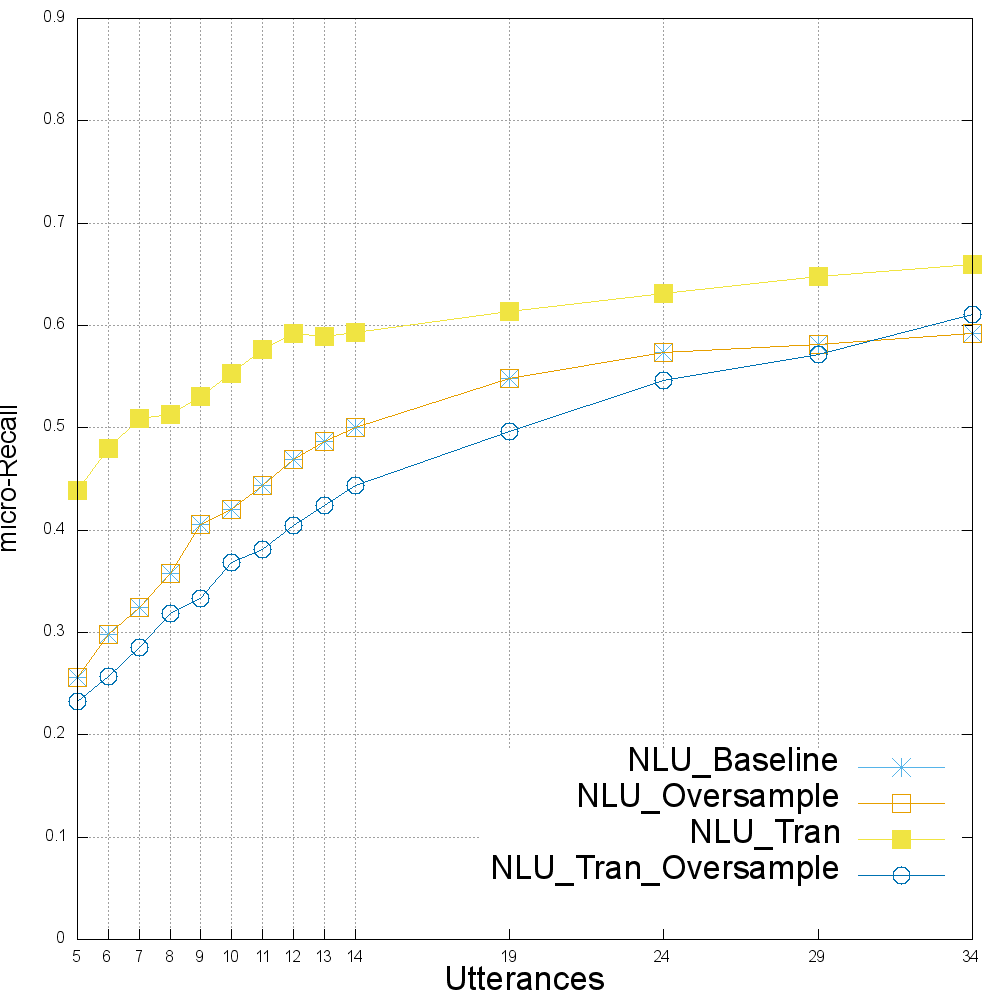 0.9
0.8
0.7
0.6
0.5
0.4
0.3
0.2
0.1
0
micro-Recall
NLU_Baseline
NLU_Oversample
NLU_Tran
NLU_Tran_Oversample
5 6 7 8 9 10 11 12 13 14 19 24 29 34
Utterances